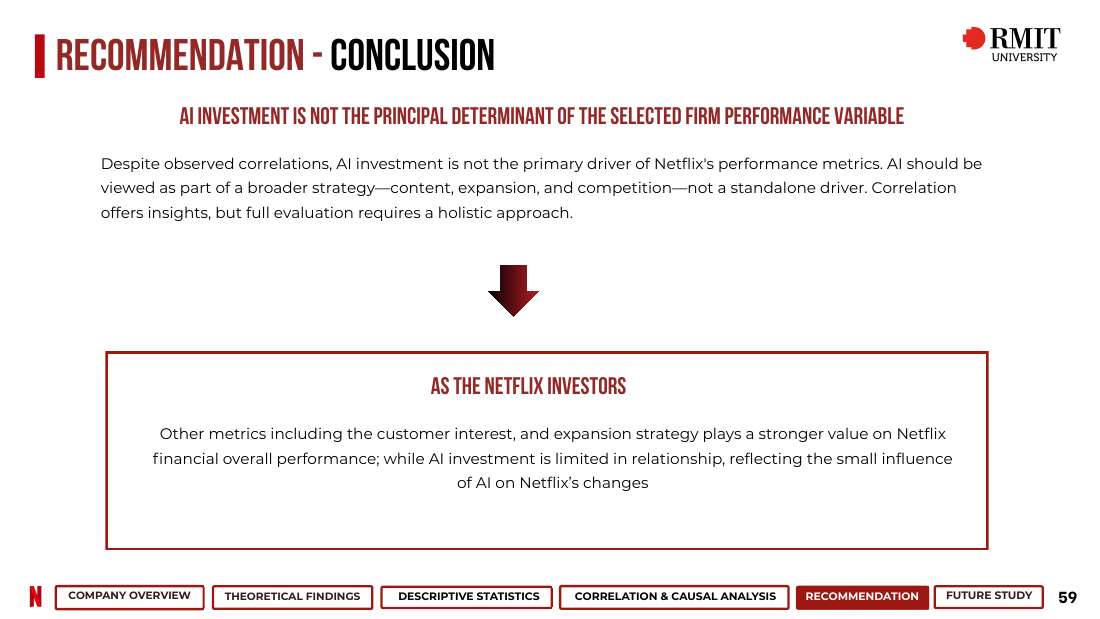 RECOMMENDATION - CONCLUSION
RMIT
UNIVERSITY
AI INVESTMENT IS NOT THE PRINCIPAL DETERMINANT OF THE SELECTED FIRM PERFORMANCE VARIABLE
Despite observed correlations, AI investment is not the primary driver of Netflix's performance metrics. AI should be
viewed as part of a broader strategy—content, expansion, and competition—not a standalone driver. Correlation
offers insights, but full evaluation requires a holistic approach.
AS THE NETFLIX INVESTORS
Other metrics including the customer interest, and expansion strategy plays a stronger value on Netflix
financial overall performance; while AI investment is limited in relationship, reflecting the small influence
of AI on Netflix’s changes
N
COMPANY OVERVIEW
THEORETICAL FINDINGS
DESCRIPTIVE STATISTICS
CORRELATION & CAUSAL ANALYSIS
RECOMMENDATION
FUTURE STUDY
59